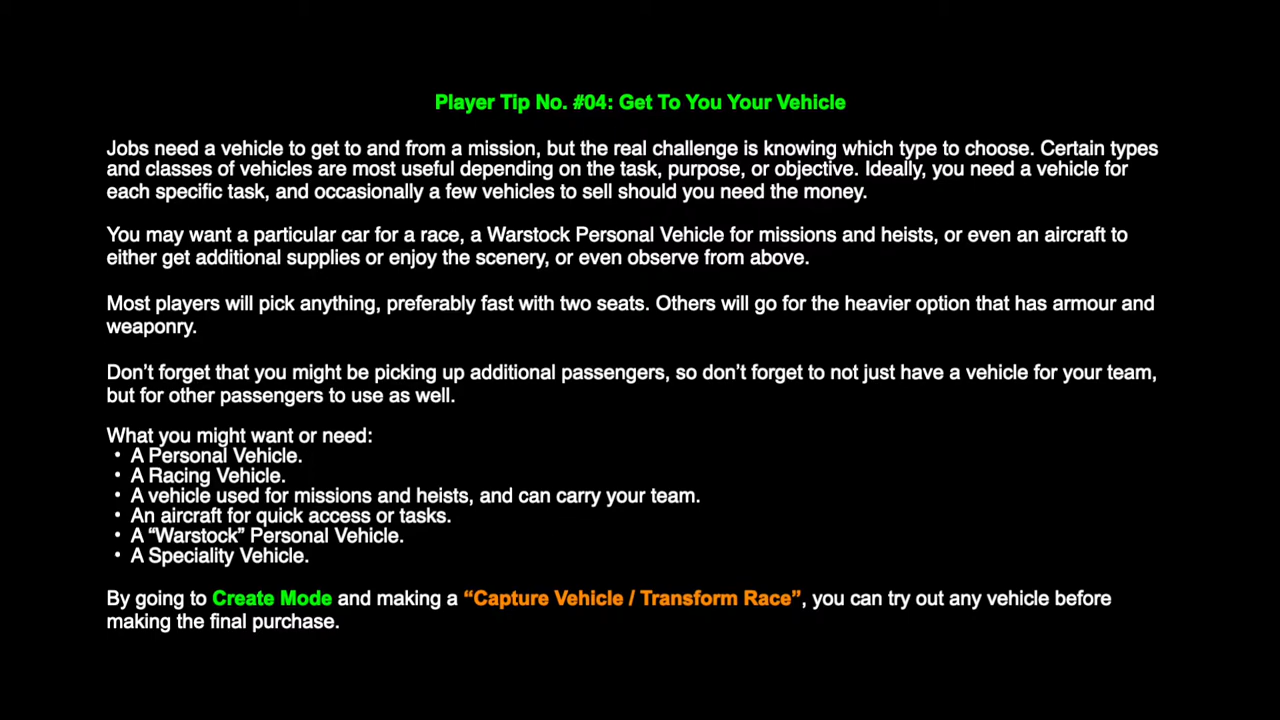 Player Tip No. #04: Get To You Your Vehicle
Jobs need a vehicle to get to and from a mission, but the real challenge is knowing which type to choose. Certain types
and classes of vehicles are most useful depending on the task, purpose, or objective. Ideally, you need a vehicle for
each specific task, and occasionally a few vehicles to sell should you need the money.
You may want a particular car for a race, a Warstock Personal Vehicle for missions and heists, or even an aircraft to
either get additional supplies or enjoy the scenery, or even observe from above.
Most players will pick anything, preferably fast with two seats. Others will go for the heavier option that has armour and
weaponry.
Don’t forget that you might be picking up additional passengers, so don’t forget to not just have a vehicle for your team,
but for other passengers to use as well.
What you might want or need:
• A Personal Vehicle.
• A Racing Vehicle.
• A vehicle used for missions and heists, and can carry your team.
• An aircraft for quick access or tasks.
• A “Warstock” Personal Vehicle.
• A Speciality Vehicle.
By going to Create Mode and making a “Capture Vehicle / Transform Race”, you can try out any vehicle before
making the final purchase.